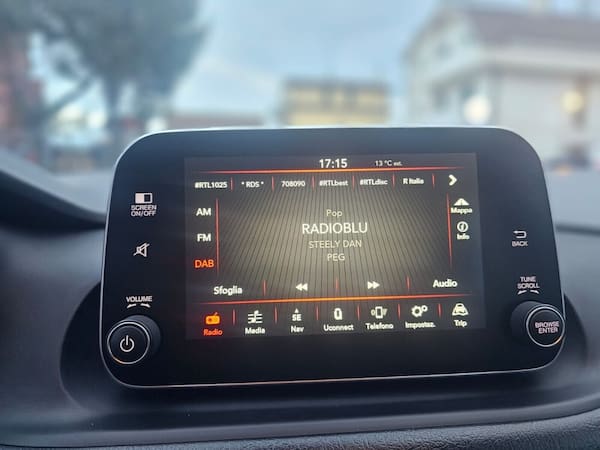 17:15 13 °C est.
#RTL1025 * RDS * 708090 #RTLbest #RTLdisc R Italia
SCREEN
ON/OFF
AM
FM
DAB
Pop
RADIOBLU
STEELY DAN
PEG
Mappa
Info
BACK
Sfoglia Audio
VOLUME
TUNE
SCROLL
BROWSE
ENTER
Radio Media SE Nav Uconnect Telefono Impostaz. Trip